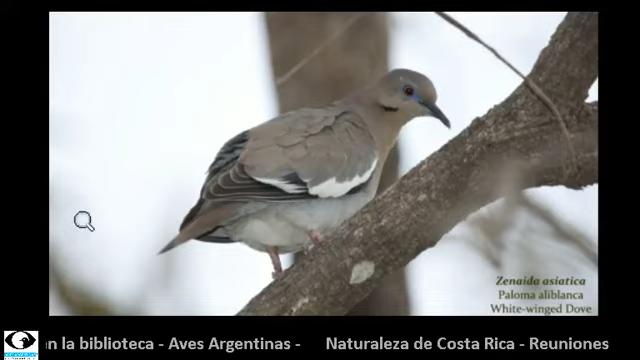 Zenaida asiatica
Paloma aliblanca
White-winged Dove
la biblioteca - Aves Argentinas - Naturaleza de Costa Rica - Reuniones